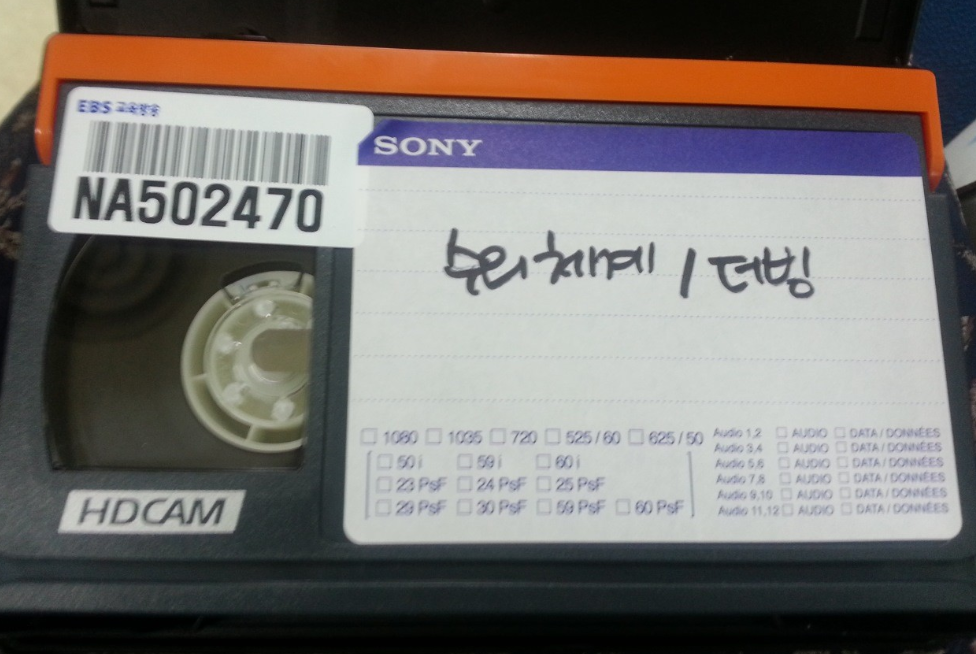 EBS 교육방송
NA502470
SONY
수리체계 / 더빙
1080 1035 720 525/60 625/50
50i 59i 60i
23 PsF 24 PsF 25 PsF
29 PsF 30 PsF 59 PsF 60 PsF
Audio 1,2 AUDIO DATA / DONNÉES
Audio 3,4 AUDIO DATA / DONNÉES
Audio 5,6 AUDIO DATA / DONNÉES
Audio 7,8 AUDIO DATA / DONNÉES
Audio 9,10 AUDIO DATA / DONNÉES
Audio 11,12 AUDIO DATA / DONNÉES
HDCAM